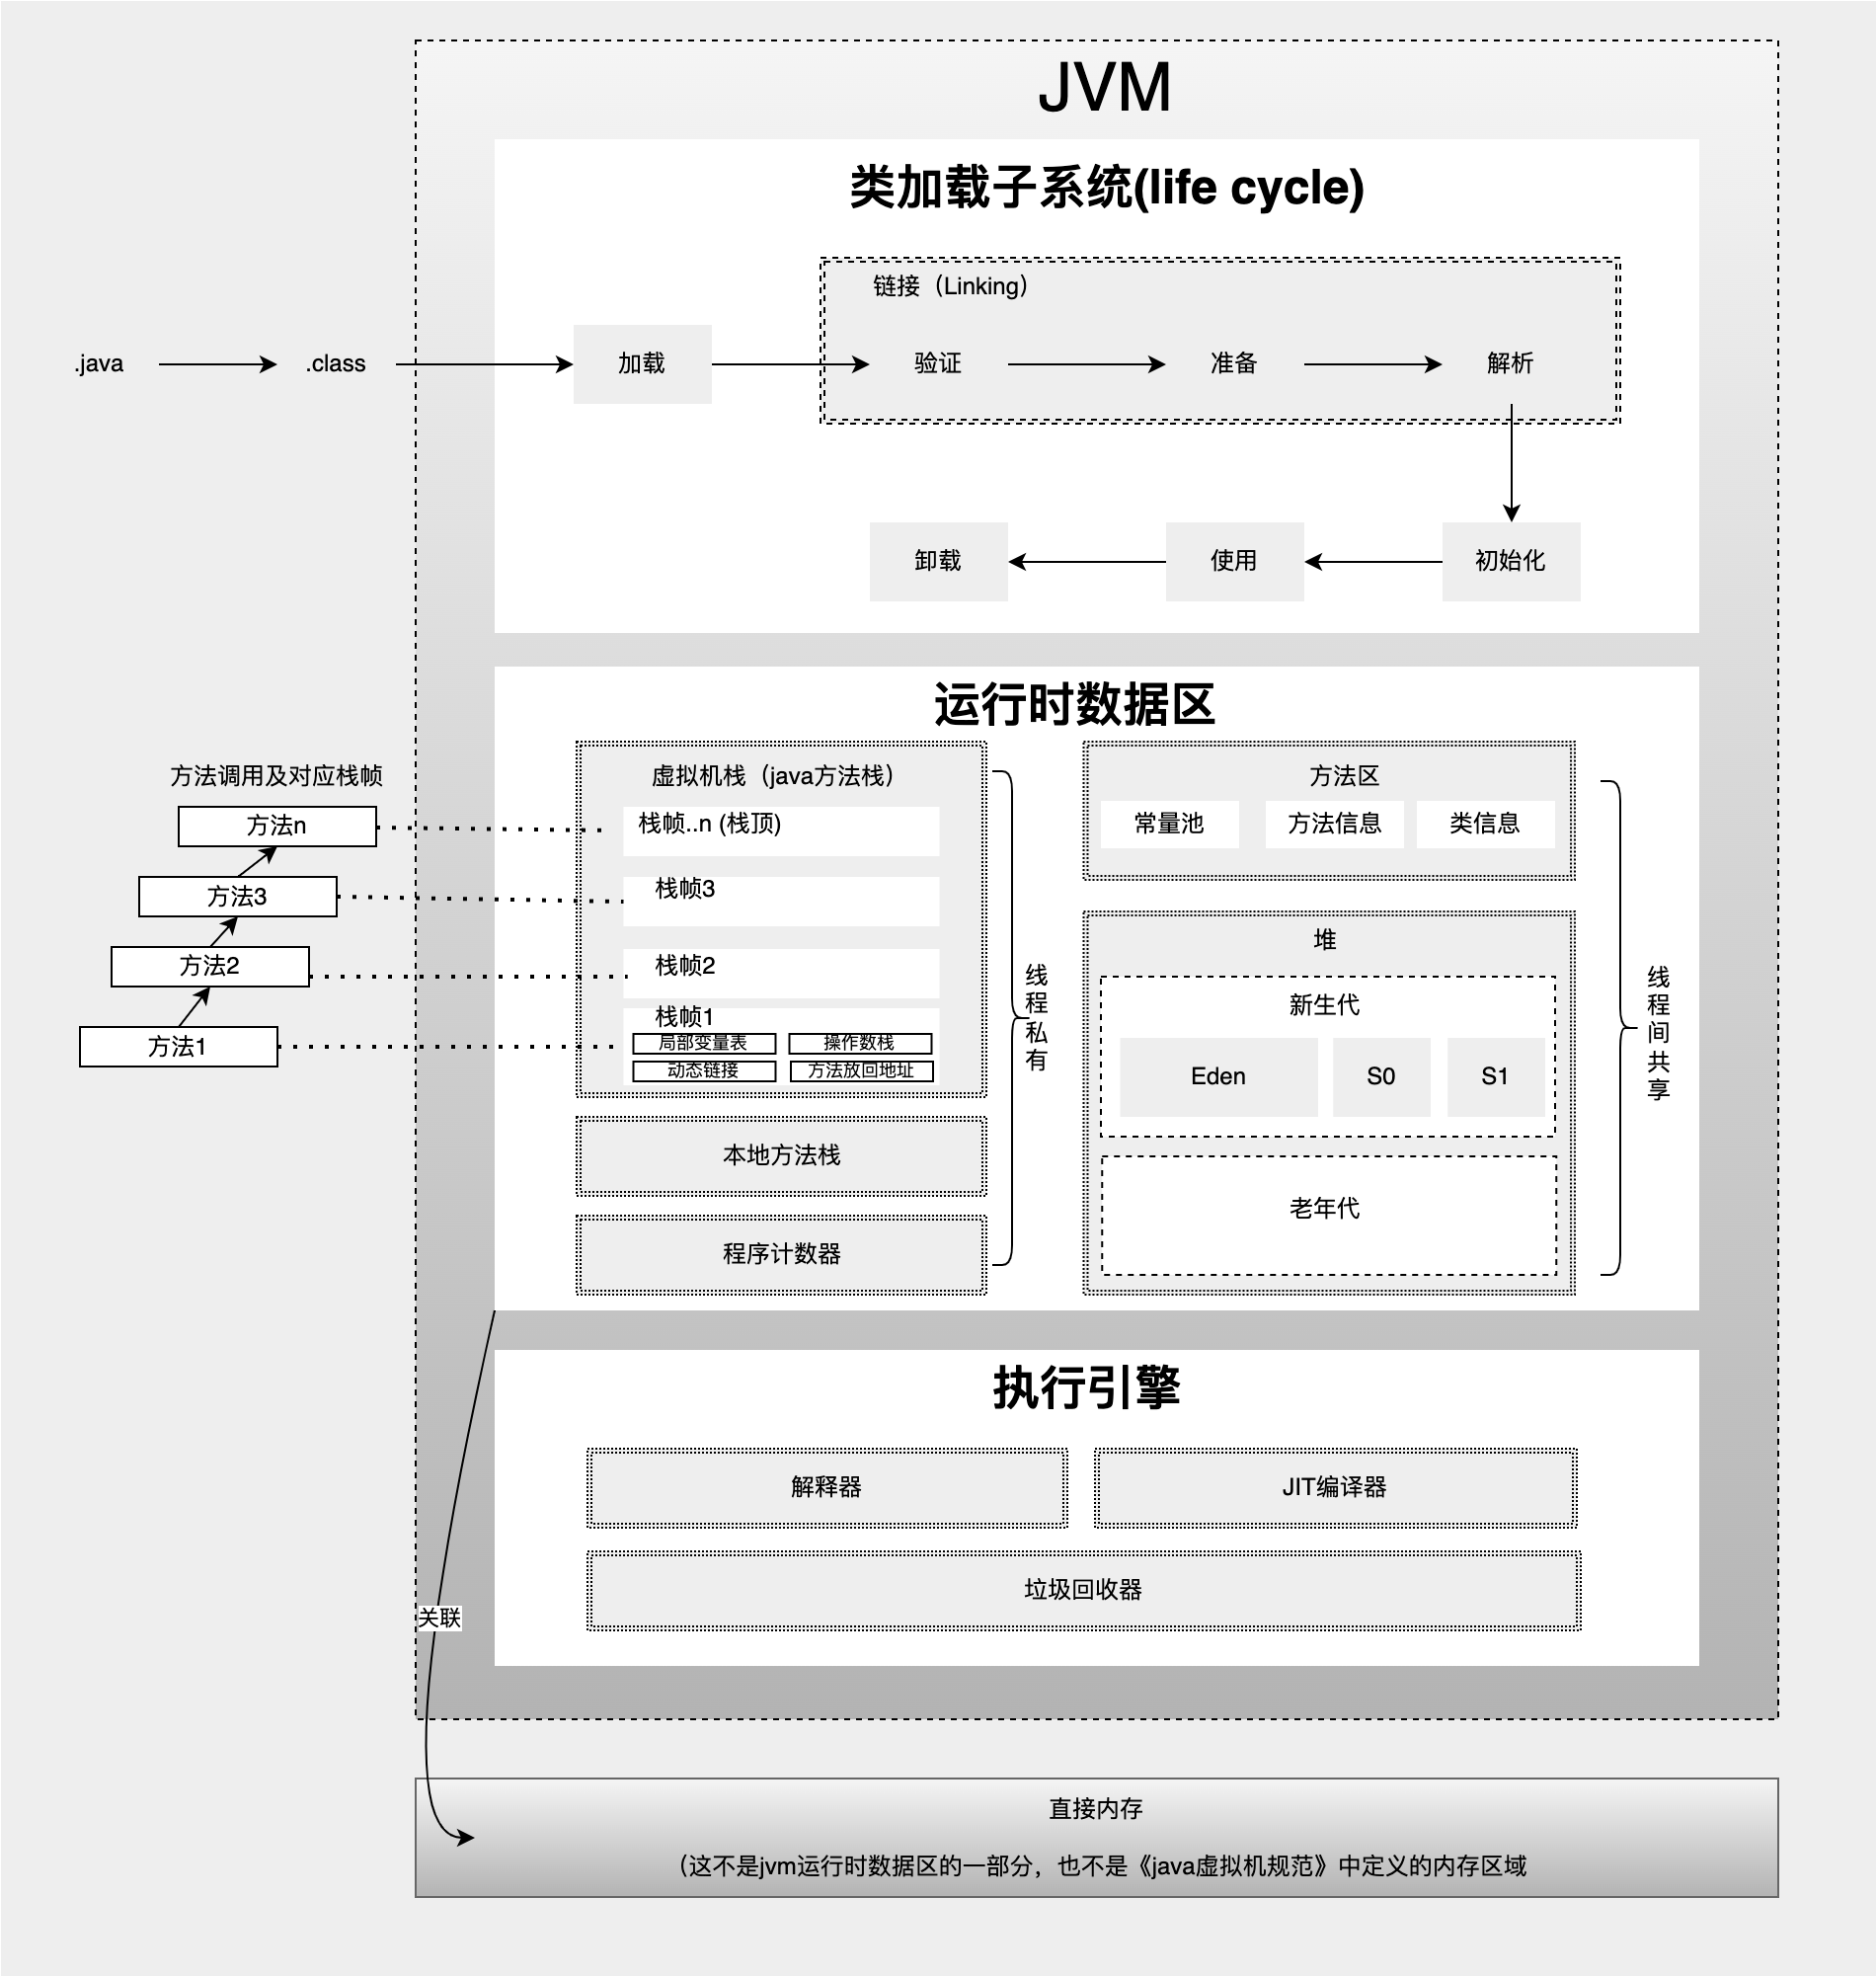 JVM
类加载子系统(life cycle)
链接（Linking）
.java
.class
加载
验证
准备
解析
卸载
使用
初始化
运行时数据区
方法调用及对应栈帧
方法n
方法3
方法2
方法1
虚拟机栈（java方法栈）
栈帧..n (栈顶)
栈帧3
栈帧2
栈帧1
局部变量表
操作数栈
动态链接
方法放回地址
本地方法栈
程序计数器
线
程
私
有
方法区
常量池
方法信息
类信息
堆
新生代
Eden
S0
S1
老年代
线
程
间
共
享
执行引擎
解释器
JIT编译器
垃圾回收器
关联
直接内存
（这不是jvm运行时数据区的一部分，也不是《java虚拟机规范》中定义的内存区域